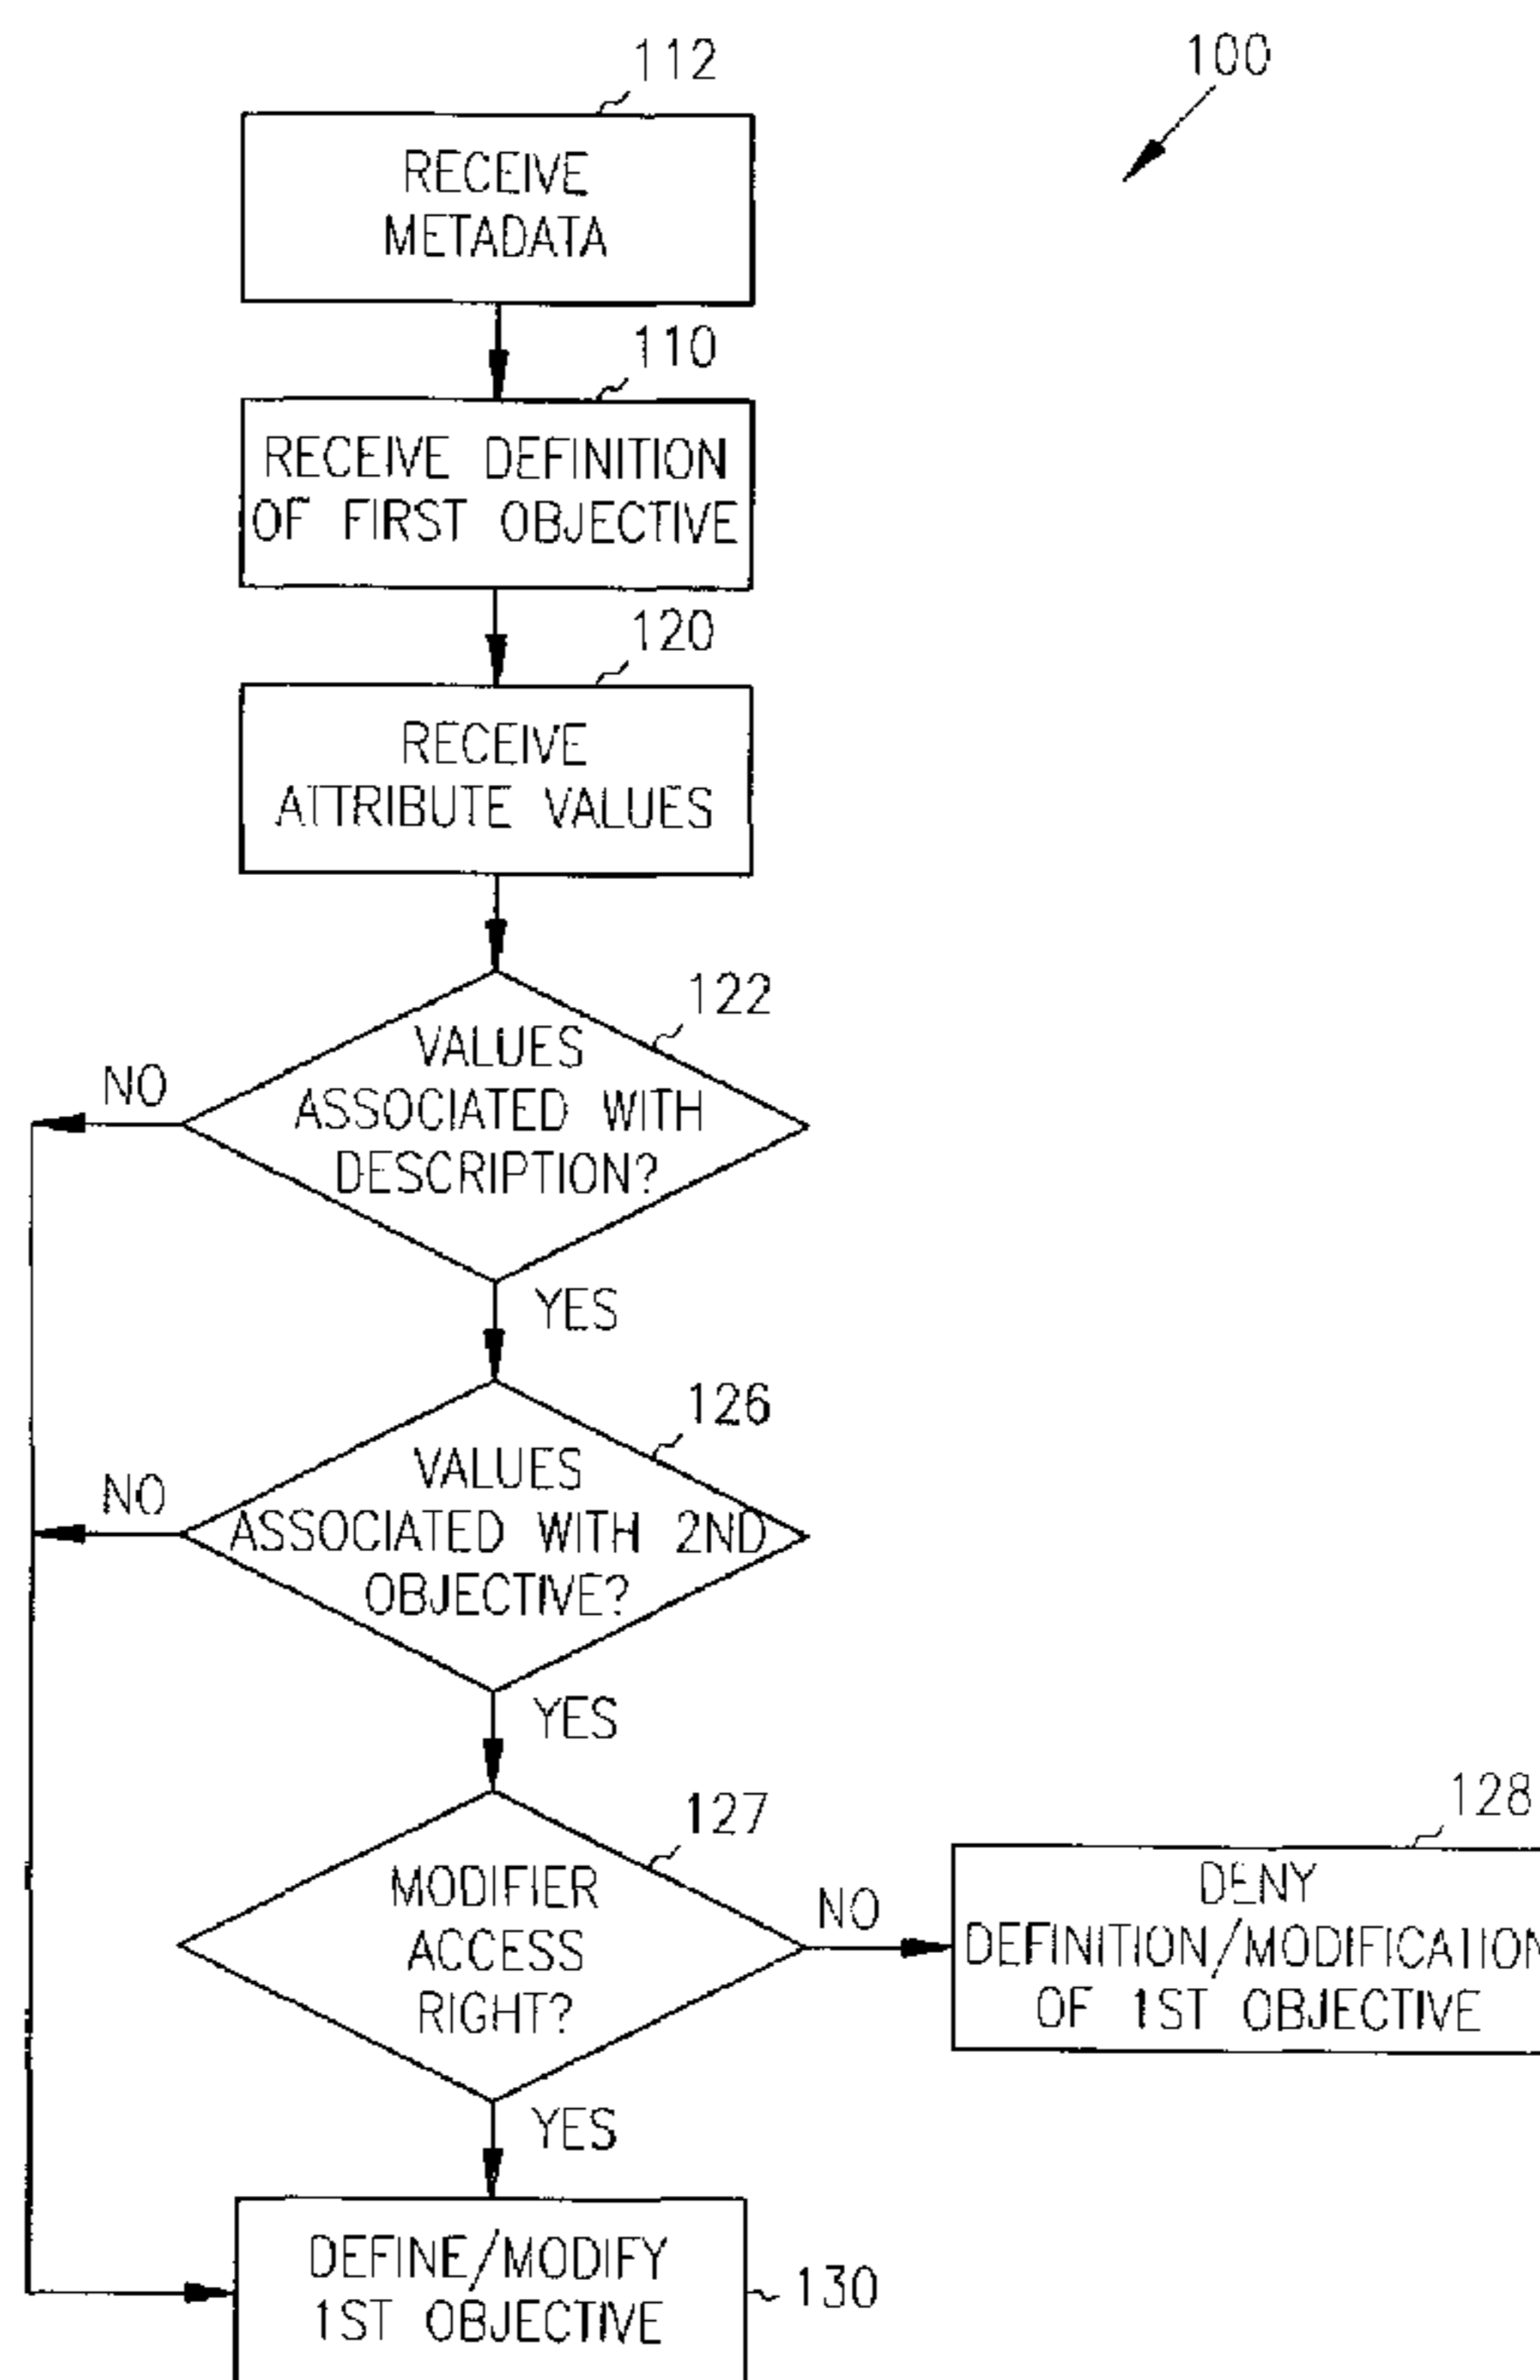 112
100
RECEIVE
METADATA
110
RECEIVE DEFINITION
OF FIRST OBJECTIVE
120
RECEIVE
ATTRIBUTE VALUES
122
VALUES
ASSOCIATED WITH
DESCRIPTION?
NO
YES
126
VALUES
ASSOCIATED WITH 2ND
OBJECTIVE?
NO
YES
127
MODIFIER
ACCESS
RIGHT?
NO
128
DENY
DEFINITION/MODIFICATION
OF 1ST OBJECTIVE
YES
DEFINE/MODIFY
1ST OBJECTIVE
130